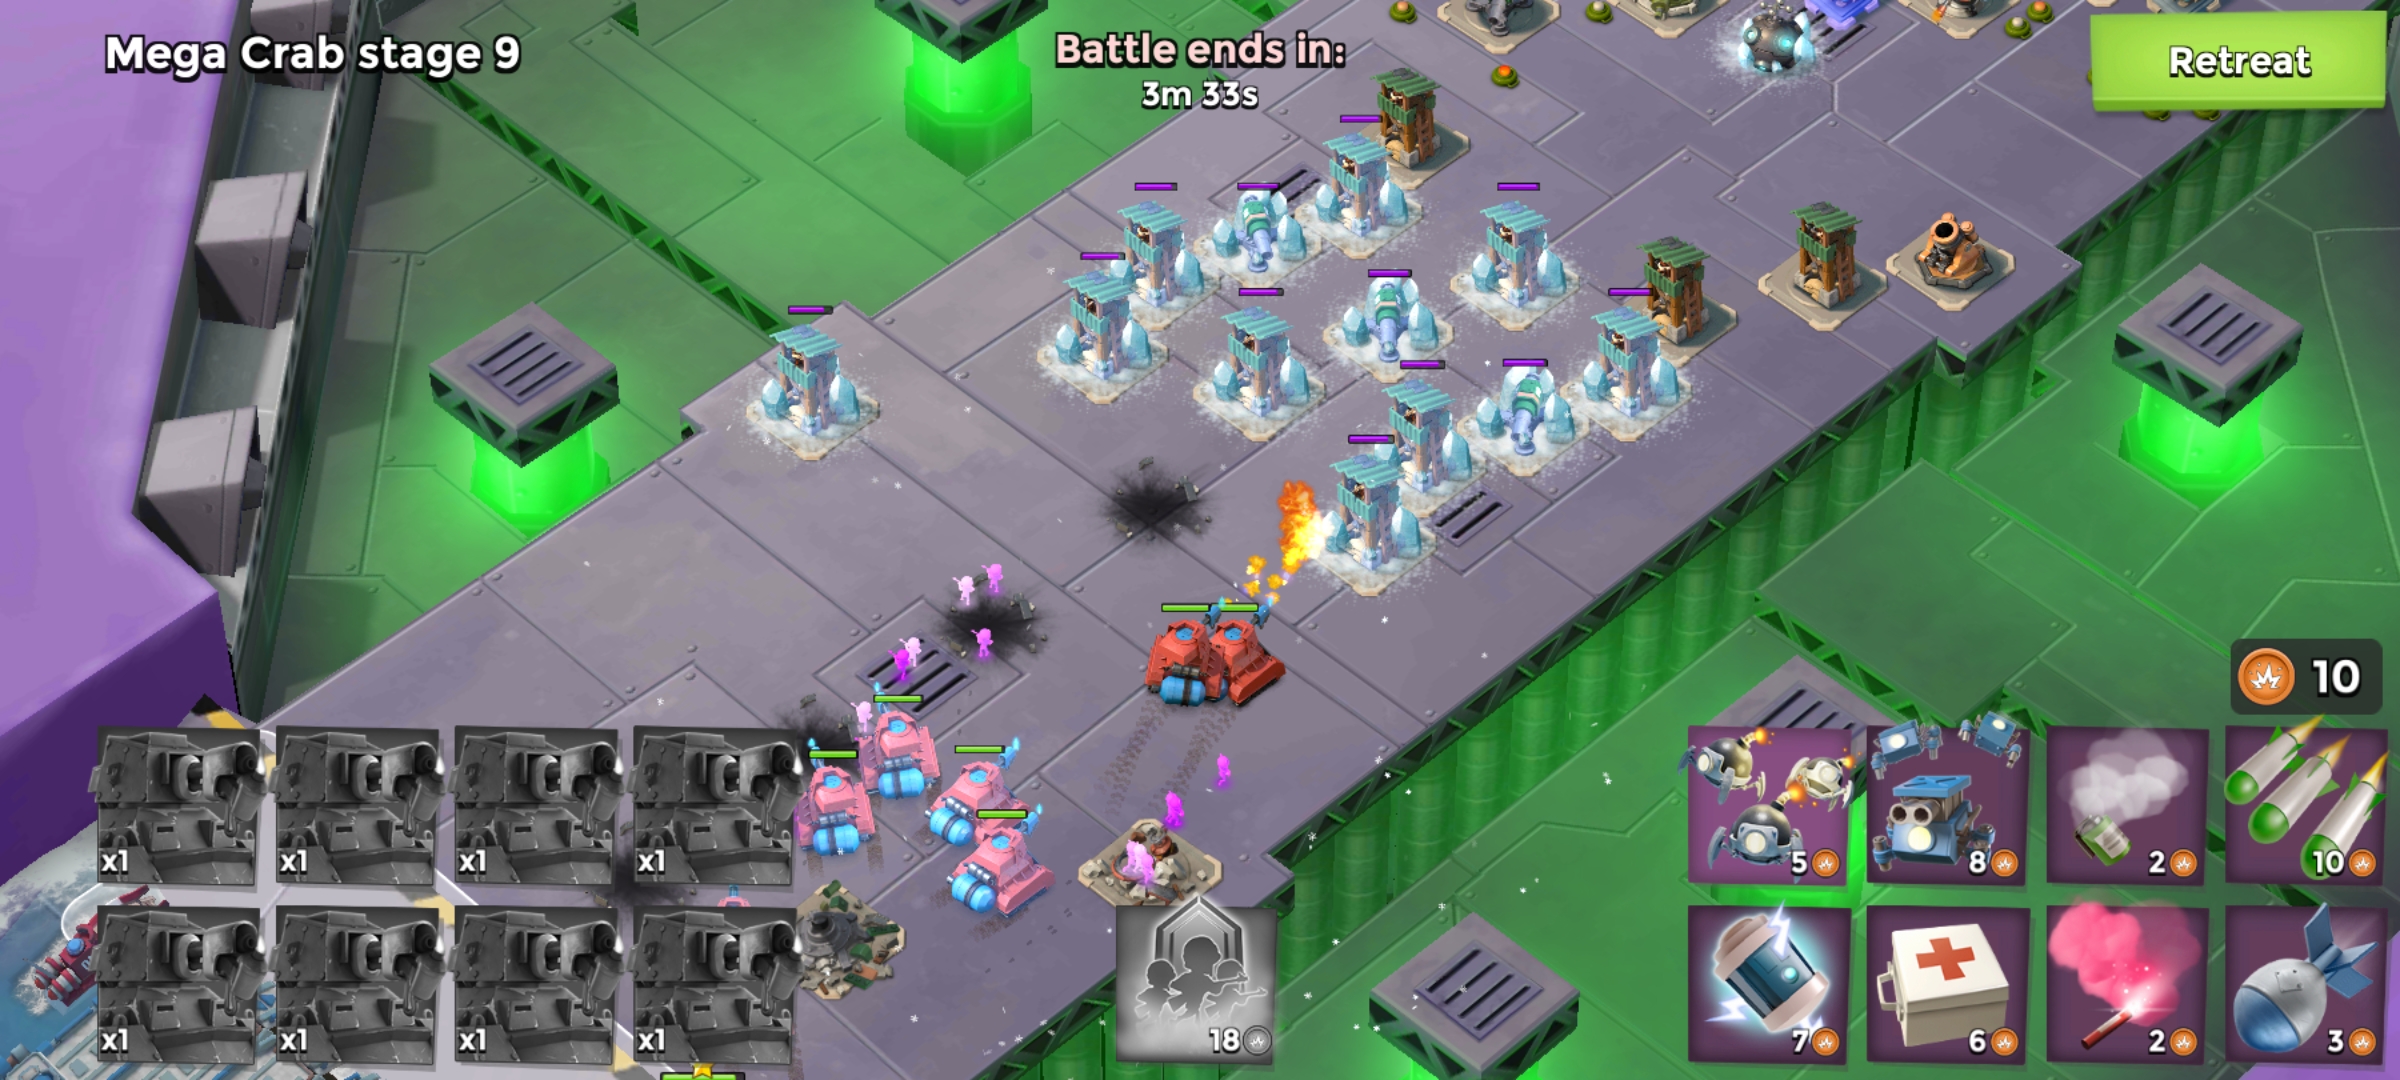 Mega Crab stage 9
Battle ends in:
3m 33s
Retreat
10
x1
x1
x1
x1
5
8
2
10
x1
x1
x1
x1
18
7
6
2
3